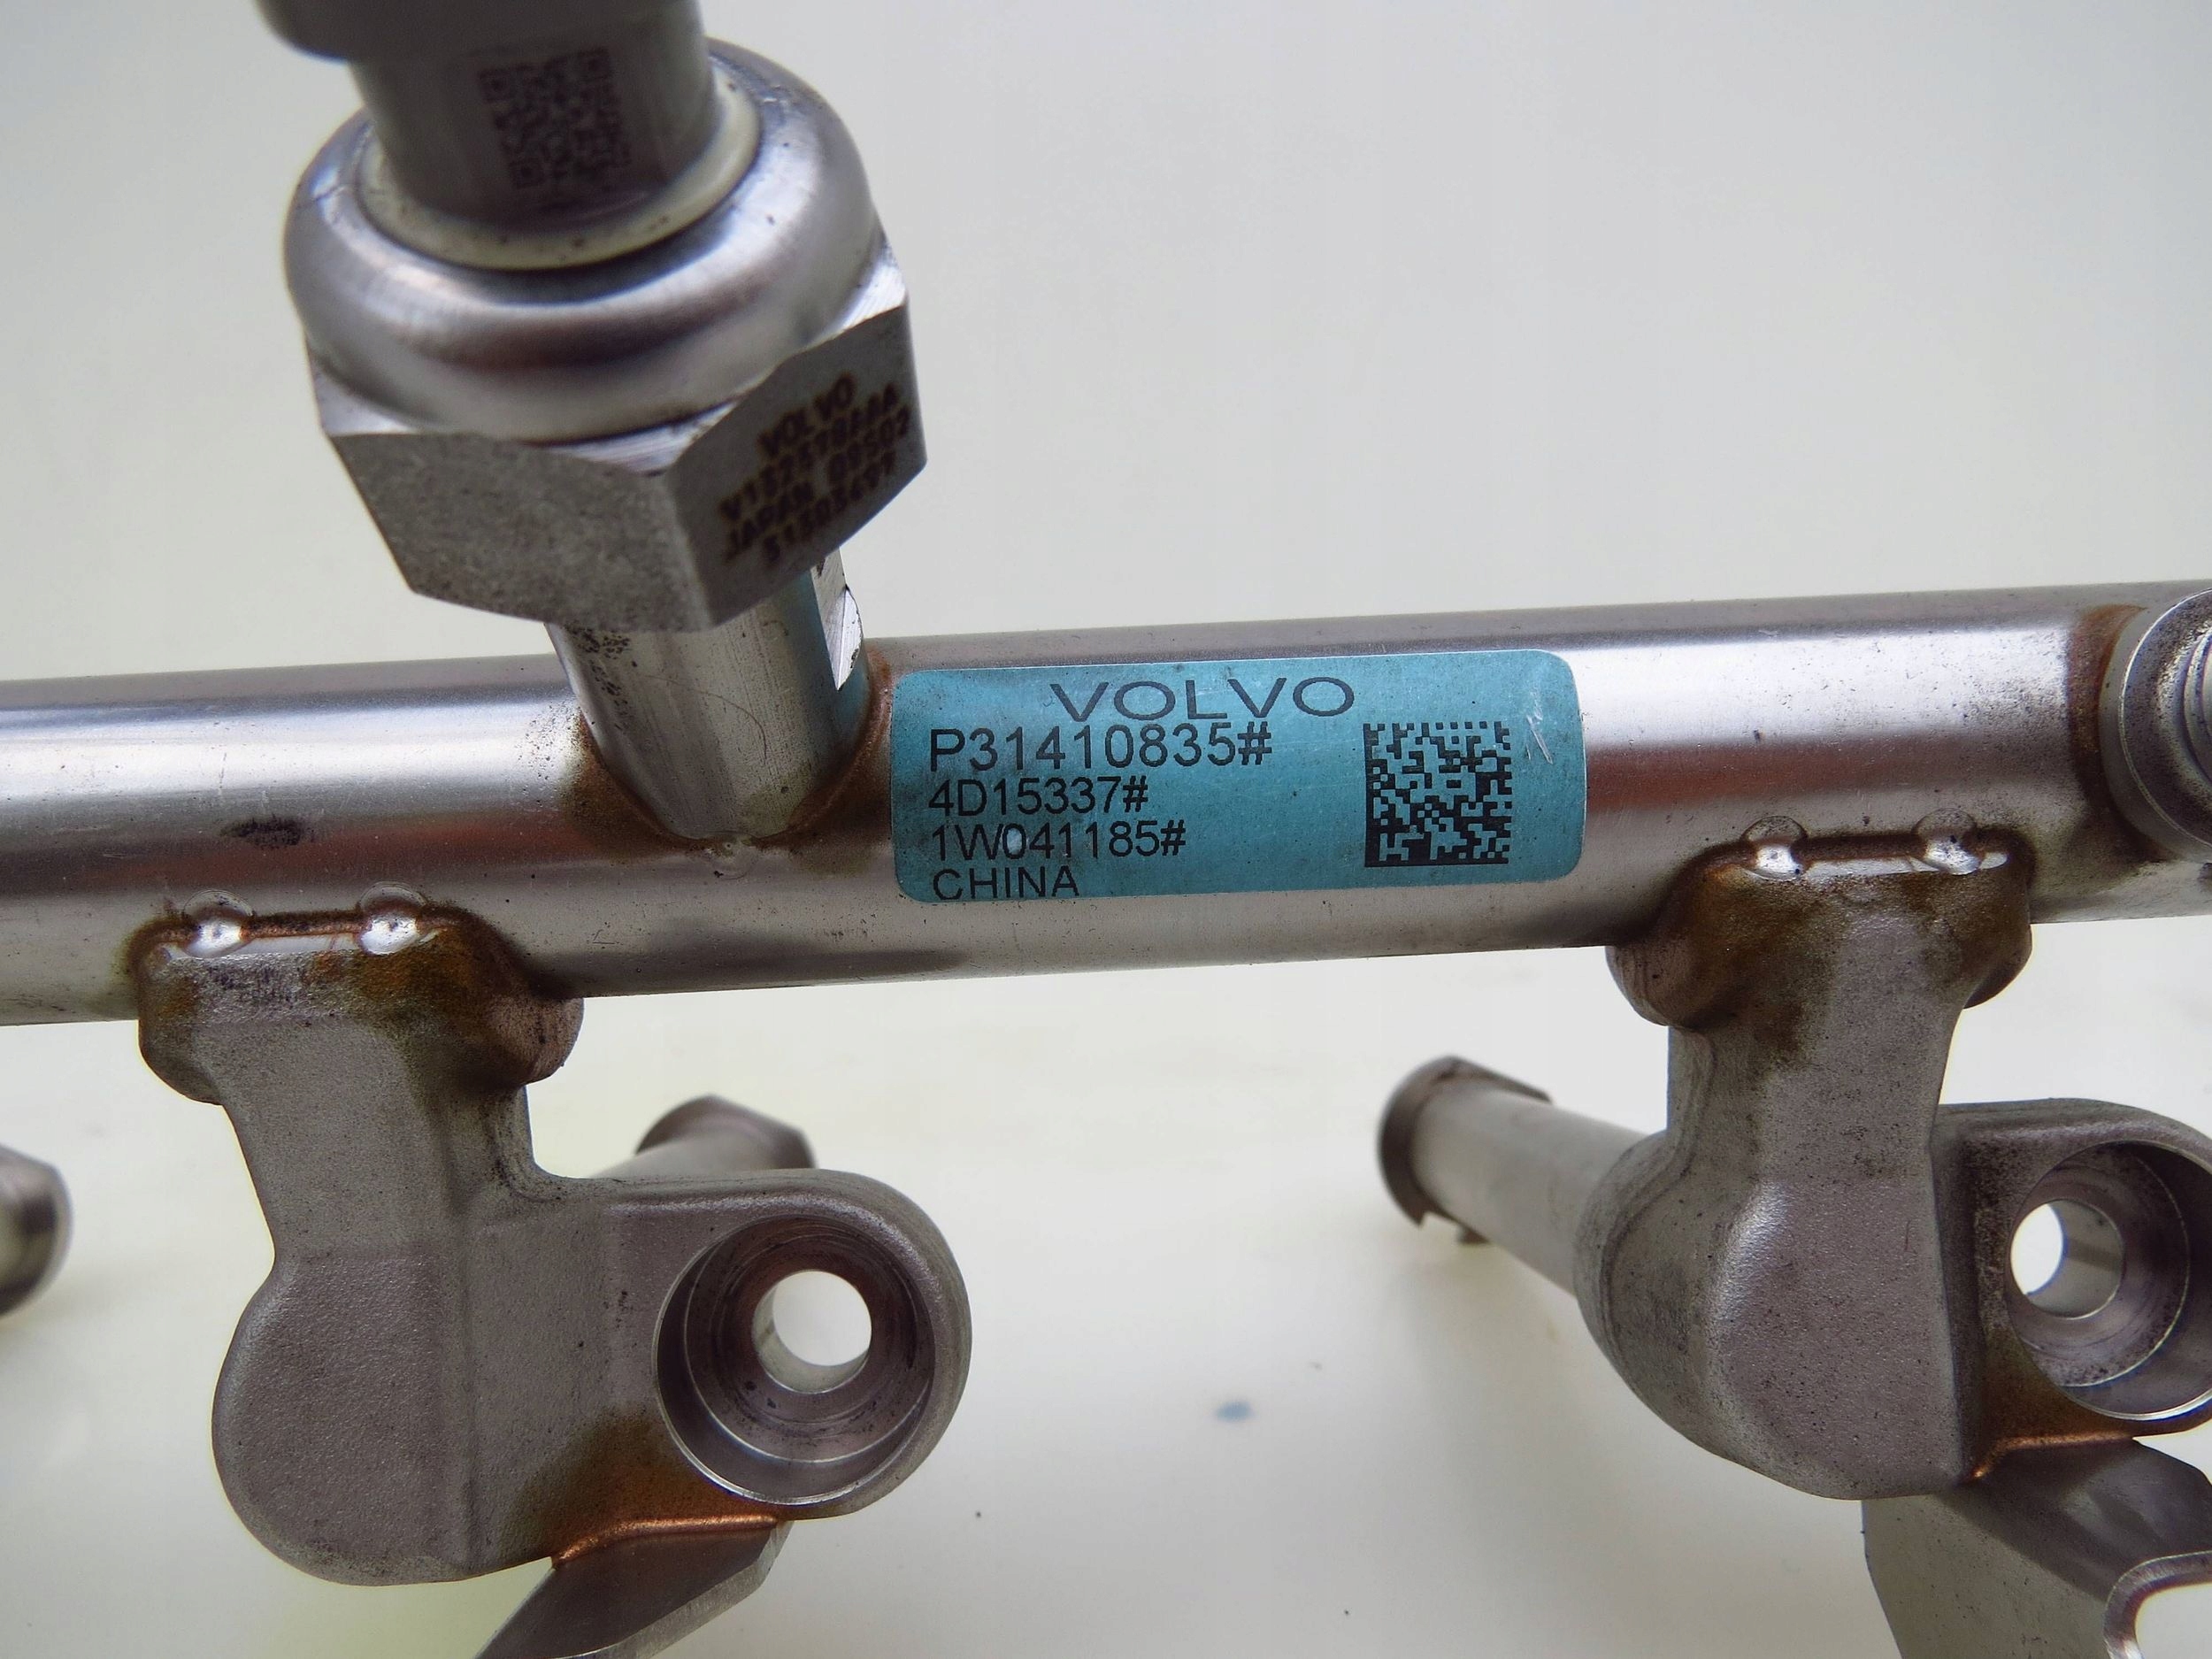 VOLVO
JAPAN
VOLVO
P31410835#
4D15337#
1W041185#
CHINA